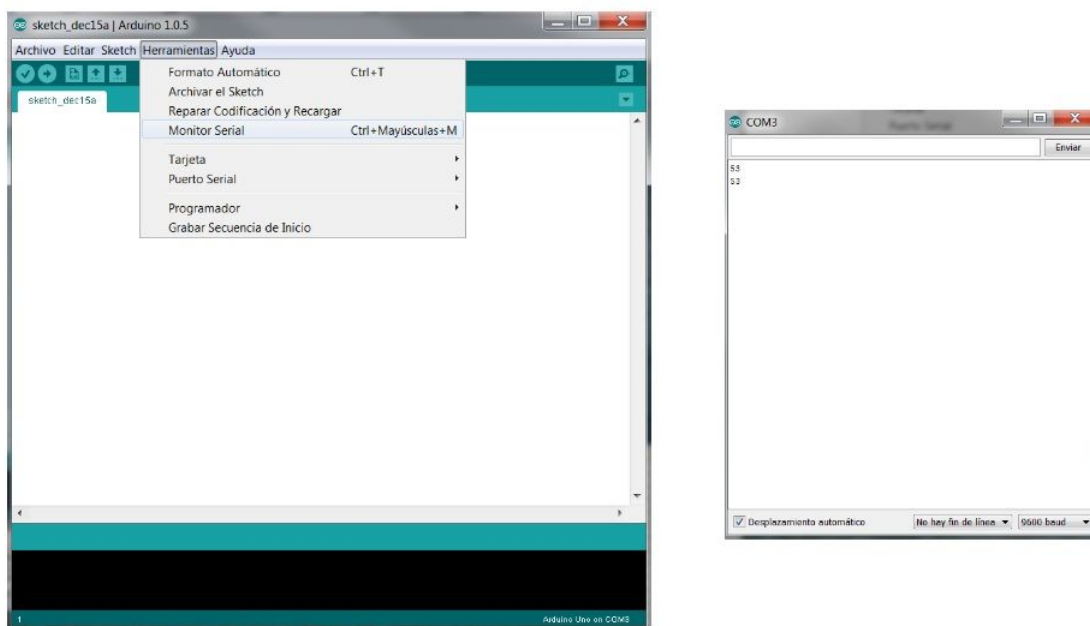 sketch_dec15a | Arduino 1.0.5
Archivo Editar Sketch Herramientas Ayuda
sketch_dec15a
Formato Automático Ctrl+T
Archivar el Sketch
Reparar Codificación y Recargar
Monitor Serial Ctrl+Mayúsculas+M
Tarjeta
Puerto Serial
Programador
Grabar Secuencia de Inicio
1
Arduino Uno on COM3
COM3
Enviar
53
53
Desplazamiento automático
No hay fin de línea
9600 baud